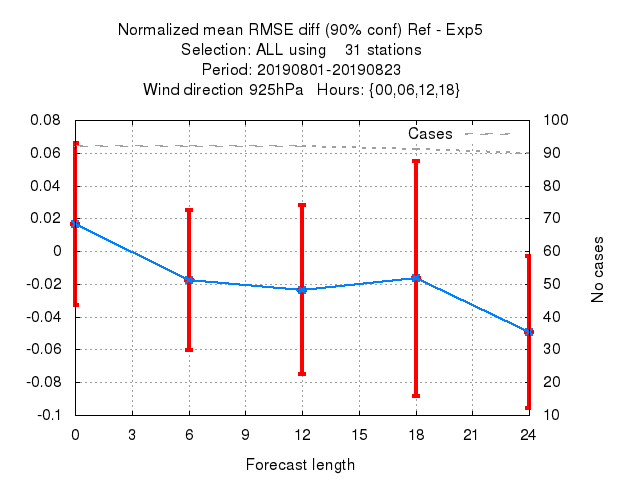 Normalized mean RMSE diff (90% conf) Ref - Exp5
Selection: ALL using    31 stations
Period: 20190801-20190823
Wind direction 925hPa   Hours: {00,06,12,18}
Cases
0.08
0.06
0.04
0.02
0
-0.02
-0.04
-0.06
-0.08
-0.1
100
90
80
70
60
50
40
30
20
10
No cases
0 3 6 9 12 15 18 21 24
Forecast length